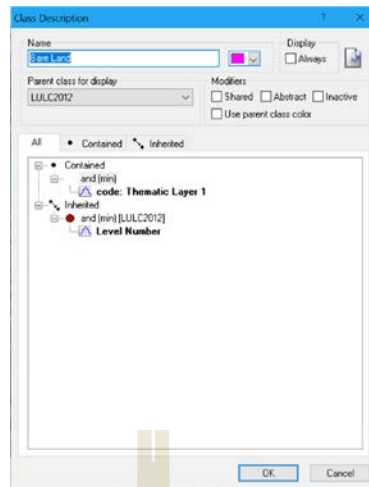 Class Description ? ×
Name
Bare Land
Display
Always
Parent class for display
LULC2012
Modifiers
Shared Abstract Inactive
Use parent class color
All • Contained Inherited
Contained
and (min)
code: Thematic Layer 1
Inherited
and (min) [LULC2012]
Level Number
OK Cancel